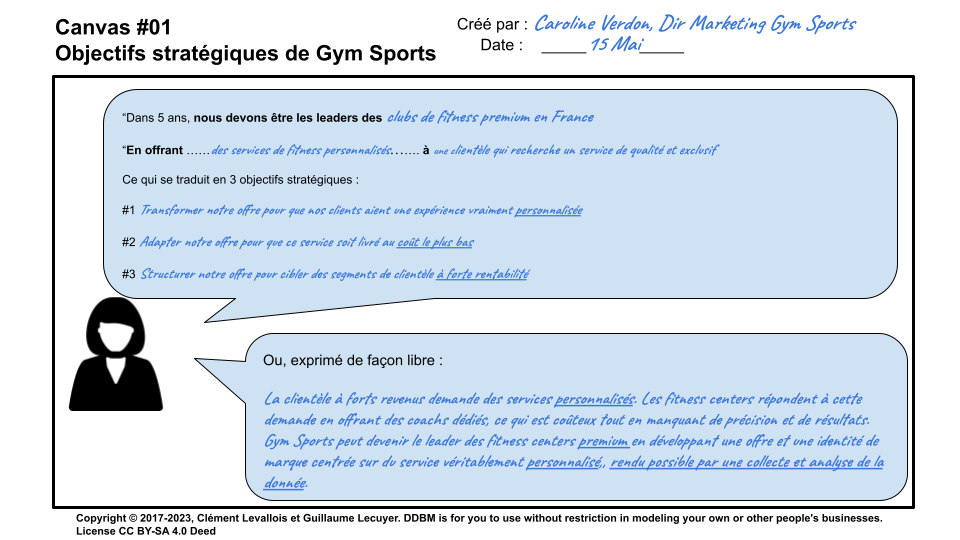 Canvas #01
Objectifs stratégiques de Gym Sports
Créé par : Caroline Verdon, Dir Marketing Gym Sports
Date : _____ 15 Mai_____
“Dans 5 ans, nous devons être les leaders des clubs de fitness premium en France
“En offrant ……des services de fitness personnalisés……. à une clientèle qui recherche un service de qualité et exclusif
Ce qui se traduit en 3 objectifs stratégiques :
#1 Transformer notre offre pour que nos clients aient une expérience vraiment personnalisée
#2 Adapter notre offre pour que ce service soit livré au coût le plus bas
#3 Structurer notre offre pour cibler des segments de clientèle à forte rentabilité
Ou, exprimé de façon libre :
La clientèle à forts revenus demande des services personnalisés. Les fitness centers répondent à cette
demande en offrant des coachs dédiés, ce qui est coûteux tout en manquant de précision et de résultats.
Gym Sports peut devenir le leader des fitness centers premium en développant une offre et une identité de
marque centrée sur du service véritablement personnalisé,, rendu possible par une collecte et analyse de la
donnée.
Copyright © 2017-2023, Clément Levallois et Guillaume Lecuyer. DDBM is for you to use without restriction in modeling your own or other people's businesses.
License CC BY-SA 4.0 Deed